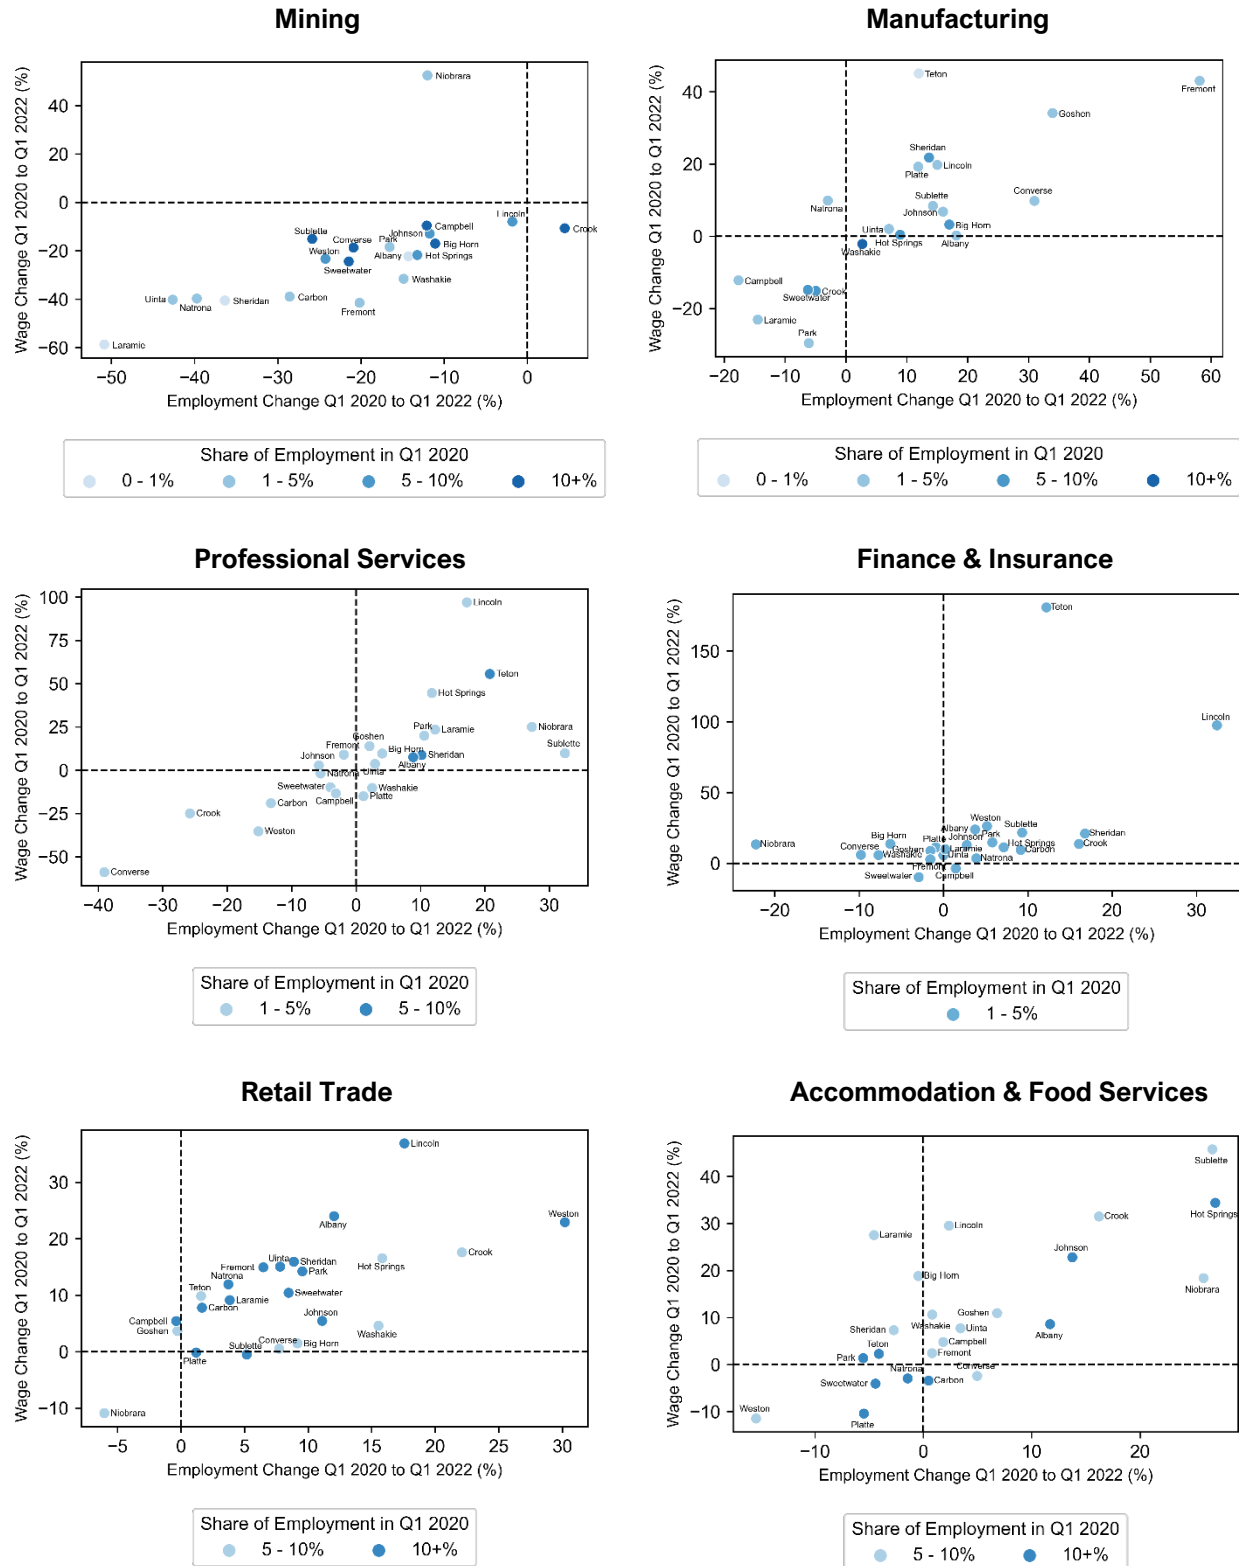 Mining
Manufacturing
Wage Change Q1 2020 to Q1 2022 (%)
40
20
0
−20
−40
−60
Niobrara
Lincoln
Crook
Campbell
Johnson
Sublette
Converse
Park
Big Horn
Weston
Albany
Hot Springs
Sweetwater
Washakie
Uinta
Natrona
Sheridan
Carbon
Fremont
Laramie
−50
−40
−30
−20
−10
0
Employment Change Q1 2020 to Q1 2022 (%)
Share of Employment in Q1 2020
0 - 1%
1 - 5%
5 - 10%
10+%
Wage Change Q1 2020 to Q1 2022 (%)
40
20
0
−20
Teton
Fremont
Goshen
Sheridan
Lincoln
Platte
Converse
Natrona
Sublette
Johnson
Uinta
Big Horn
Hot Springs
Albany
Washakie
Campbell
Crook
Sweetwater
Laramie
Park
−20
−10
0
10
20
30
40
50
60
Employment Change Q1 2020 to Q1 2022 (%)
Share of Employment in Q1 2020
0 - 1%
1 - 5%
5 - 10%
10+%
Professional Services
Finance & Insurance
Wage Change Q1 2020 to Q1 2022 (%)
100
75
50
25
0
−25
−50
Lincoln
Teton
Hot Springs
Niobrara
Park
Laramie
Goshen
Sublette
Fremont
Big Horn
Johnson
Sheridan
Albany
Natrona
Uinta
Sweetwater
Washakie
Campbell
Platte
Carbon
Crook
Weston
Converse
−40
−30
−20
−10
0
10
20
30
Employment Change Q1 2020 to Q1 2022 (%)
Share of Employment in Q1 2020
1 - 5%
5 - 10%
Wage Change Q1 2020 to Q1 2022 (%)
150
100
50
0
Teton
Lincoln
Weston
Albany
Sublette
Sheridan
Big Horn
Platte
Johnson
Park
Niobrara
Converse
Goshen
Laramie
Hot Springs
Crook
Washakie
Uinta
Carbon
Natrona
Fremont
Sweetwater
Campbell
−20
−10
0
10
20
30
Employment Change Q1 2020 to Q1 2022 (%)
Share of Employment in Q1 2020
1 - 5%
Retail Trade
Accommodation & Food Services
Wage Change Q1 2020 to Q1 2022 (%)
30
20
10
0
−10
Lincoln
Weston
Albany
Crook
Uinta
Sheridan
Fremont
Park
Hot Springs
Natrona
Teton
Sweetwater
Laramie
Carbon
Johnson
Campbell
Goshen
Washakie
Sublette
Converse
Big Horn
Platte
Niobrara
−5
0
5
10
15
20
25
30
Employment Change Q1 2020 to Q1 2022 (%)
Share of Employment in Q1 2020
5 - 10%
10+%
Wage Change Q1 2020 to Q1 2022 (%)
40
30
20
10
0
−10
Sublette
Hot Springs
Crook
Lincoln
Laramie
Johnson
Big Horn
Niobrara
Goshen
Washakie
Uinta
Albany
Sheridan
Campbell
Teton
Fremont
Park
Natrona
Converse
Sweetwater
Carbon
Weston
Platte
−10
0
10
20
Employment Change Q1 2020 to Q1 2022 (%)
Share of Employment in Q1 2020
5 - 10%
10+%